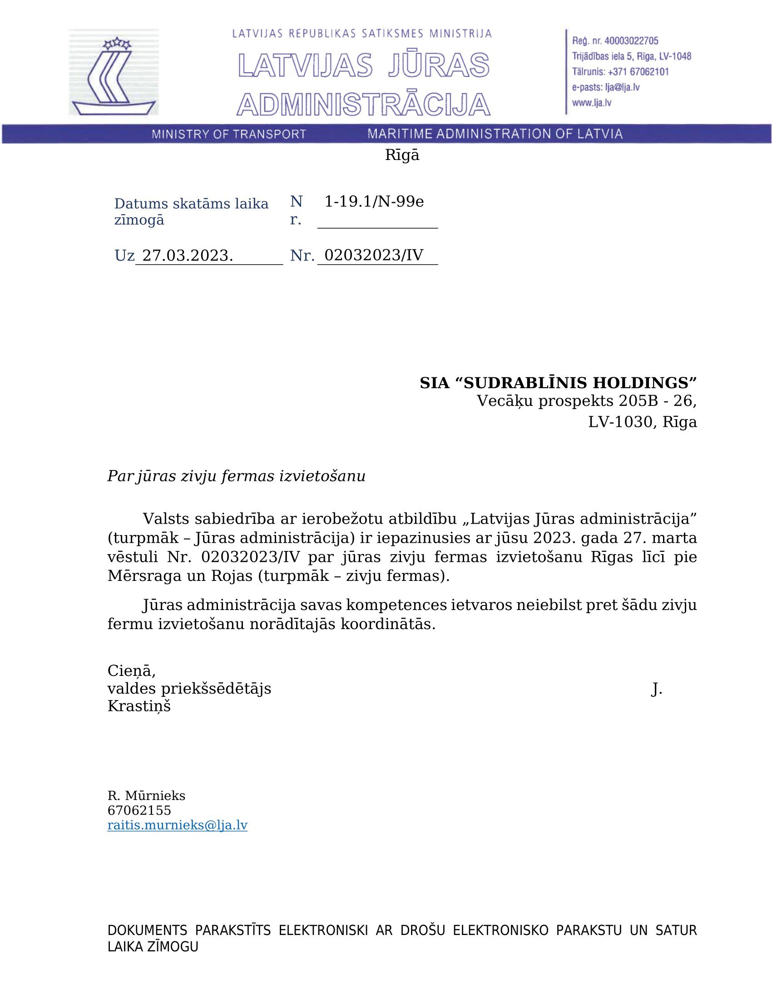 LATVIJAS REPUBLIKAS SATIKSMES MINISTRIJA
LATVIJAS JŪRAS
ADMINISTRĀCIJA
Reģ. nr. 40003022705
Trijādības iela 5, Rīga, LV-1048
Tālrunis: +371 67062101
e-pasts: lja@lja.lv
www.lja.lv
MINISTRY OF TRANSPORT MARITIME ADMINISTRATION OF LATVIA
Rīgā
Datums skatāms laika
zīmogā
N
r.
1-19.1/N-99e
Uz 27.03.2023. Nr. 02032023/IV
SIA “SUDRABLĪNIS HOLDINGS”
Vecāķu prospekts 205B - 26,
LV-1030, Rīga
Par jūras zivju fermas izvietošanu
Valsts sabiedrība ar ierobežotu atbildību „Latvijas Jūras administrācija”
(turpmāk – Jūras administrācija) ir iepazinusies ar jūsu 2023. gada 27. marta
vēstuli Nr. 02032023/IV par jūras zivju fermas izvietošanu Rīgas līcī pie
Mērsraga un Rojas (turpmāk – zivju fermas).
Jūras administrācija savas kompetences ietvaros neiebilst pret šādu zivju
fermu izvietošanu norādītajās koordinātās.
Cieņā,
valdes priekšsēdētājs J.
Krastiņš
R. Mūrnieks
67062155
raitis.murnieks@lja.lv
DOKUMENTS PARAKSTĪTS ELEKTRONISKI AR DROŠU ELEKTRONISKO PARAKSTU UN SATUR
LAIKA ZĪMOGU